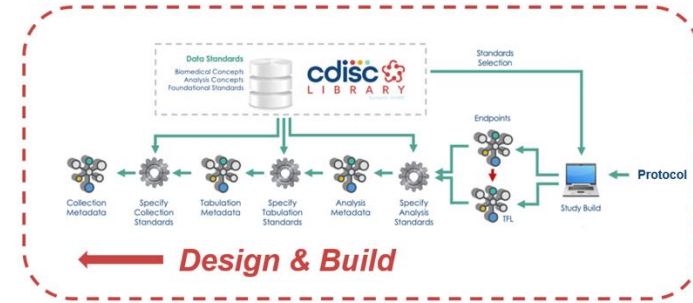 Data Standards
Biomedical Concepts
Analysis Concepts
Foundational Standards
cdisc
LIBRARY
Standards
Selection
Endpoints
TFL
Study Build
Protocol
Collection
Metadata
Specify
Collection
Standards
Tabulation
Metadata
Specify
Tabulation
Standards
Analysis
Metadata
Specify
Analysis
Standards
Design & Build